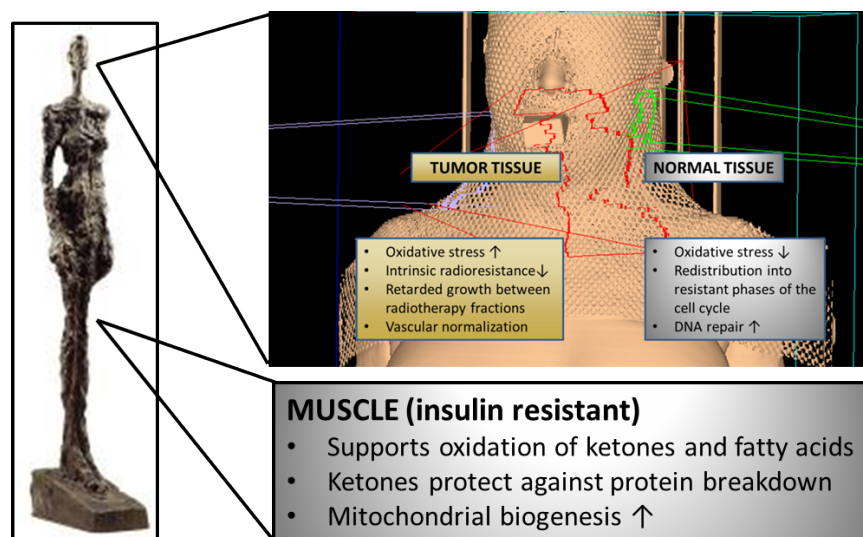 TUMOR TISSUE
NORMAL TISSUE
• Oxidative stress ↑
• Intrinsic radioresistance↓
• Retarded growth between
radiotherapy fractions
• Vascular normalization
• Oxidative stress ↓
• Redistribution into
resistant phases of the
cell cycle
• DNA repair ↑
MUSCLE (insulin resistant)
• Supports oxidation of ketones and fatty acids
• Ketones protect against protein breakdown
• Mitochondrial biogenesis ↑